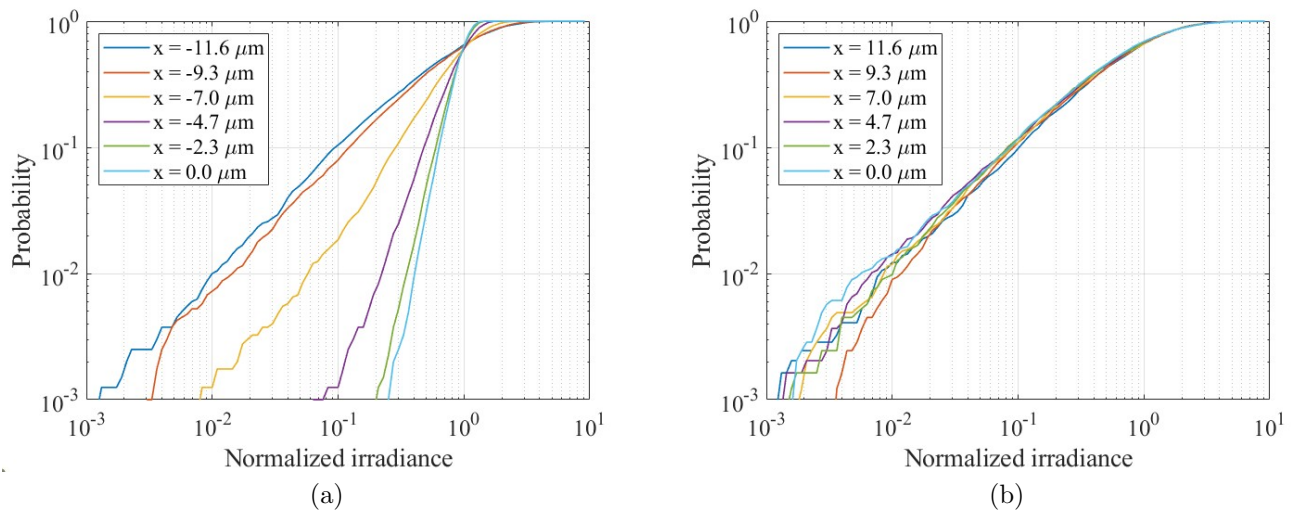 10^0
10^-1
10^-2
10^-3
Probability
x = -11.6 μm
x = -9.3 μm
x = -7.0 μm
x = -4.7 μm
x = -2.3 μm
x = 0.0 μm
10^-3 10^-2 10^-1 10^0 10^1
Normalized irradiance
(a)
10^0
10^-1
10^-2
10^-3
Probability
x = 11.6 μm
x = 9.3 μm
x = 7.0 μm
x = 4.7 μm
x = 2.3 μm
x = 0.0 μm
10^-3 10^-2 10^-1 10^0 10^1
Normalized irradiance
(b)